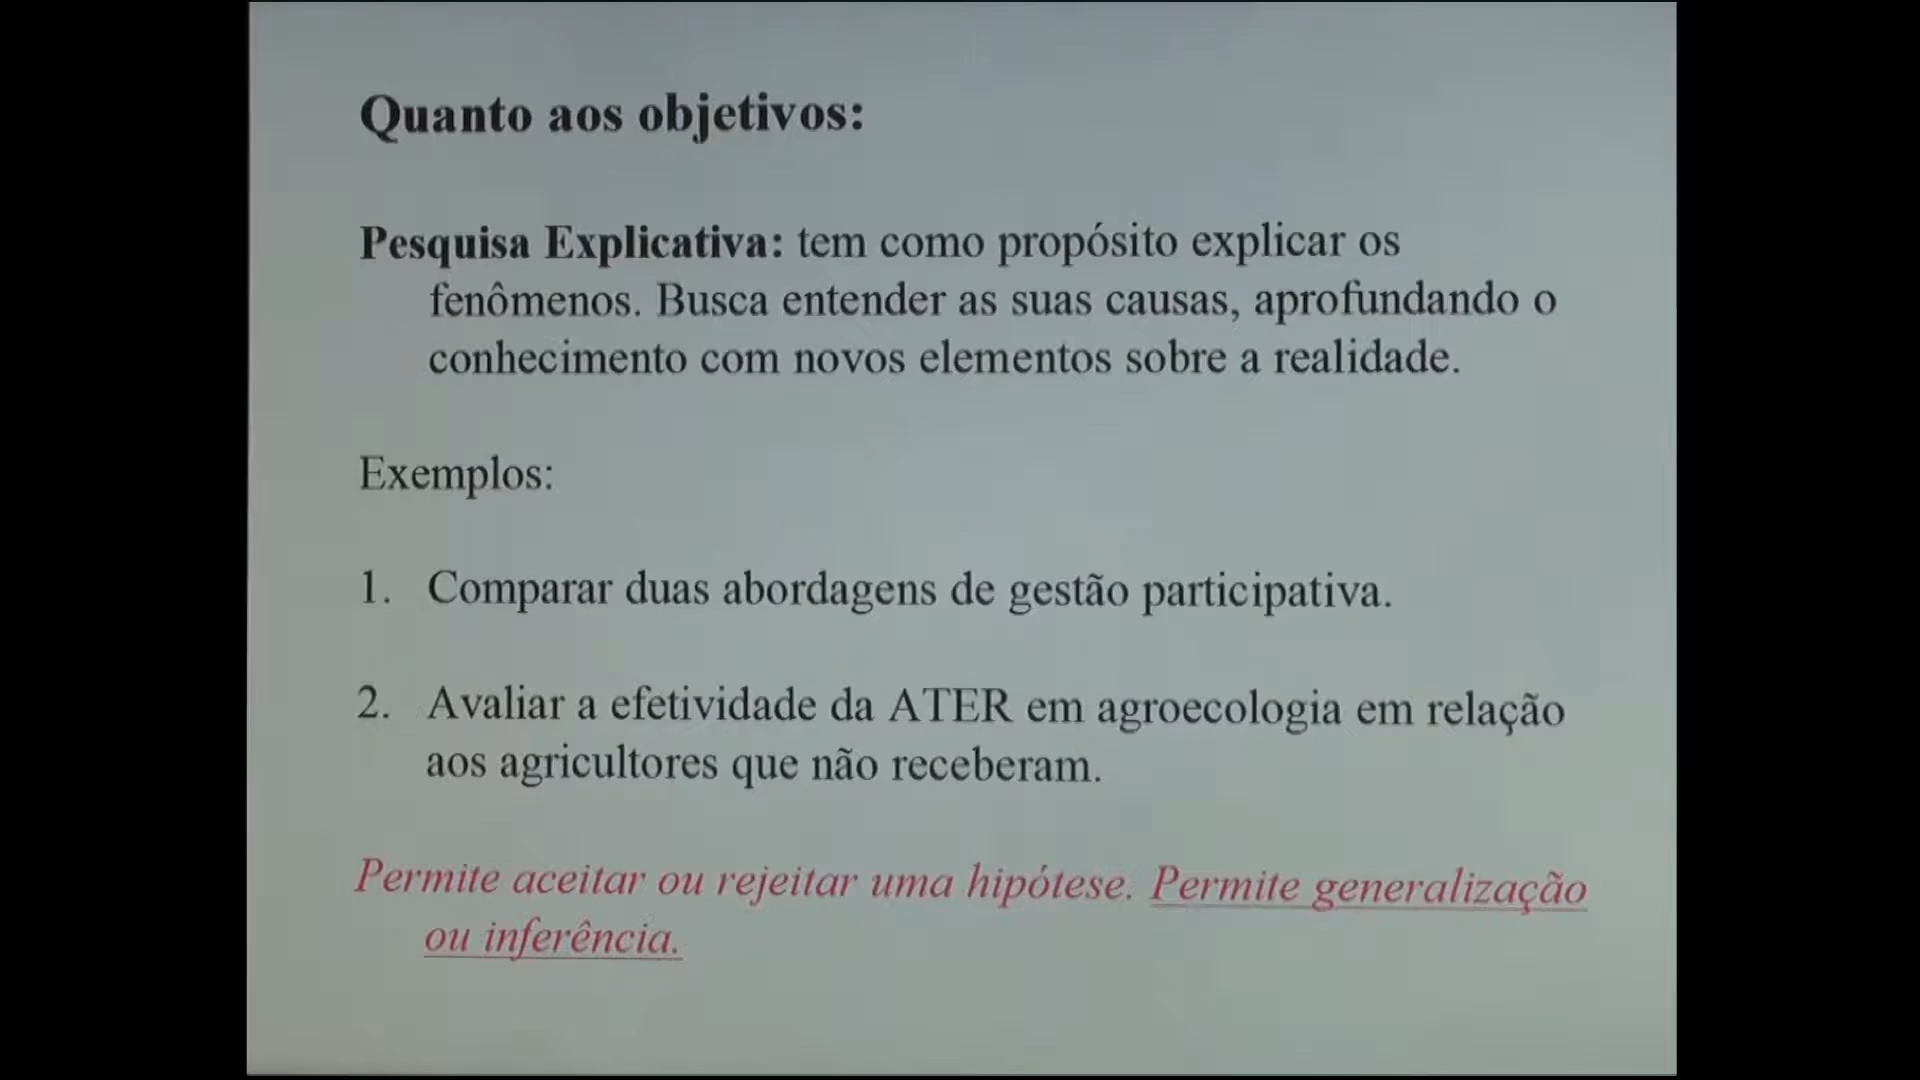 Quanto aos objetivos:
Pesquisa Explicativa: tem como propósito explicar os
fenômenos. Busca entender as suas causas, aprofundando o
conhecimento com novos elementos sobre a realidade.
Exemplos:
1. Comparar duas abordagens de gestão participativa.
2. Avaliar a efetividade da ATER em agroecologia em relação
aos agricultores que não receberam.
Permite aceitar ou rejeitar uma hipótese. Permite generalização
ou inferência.